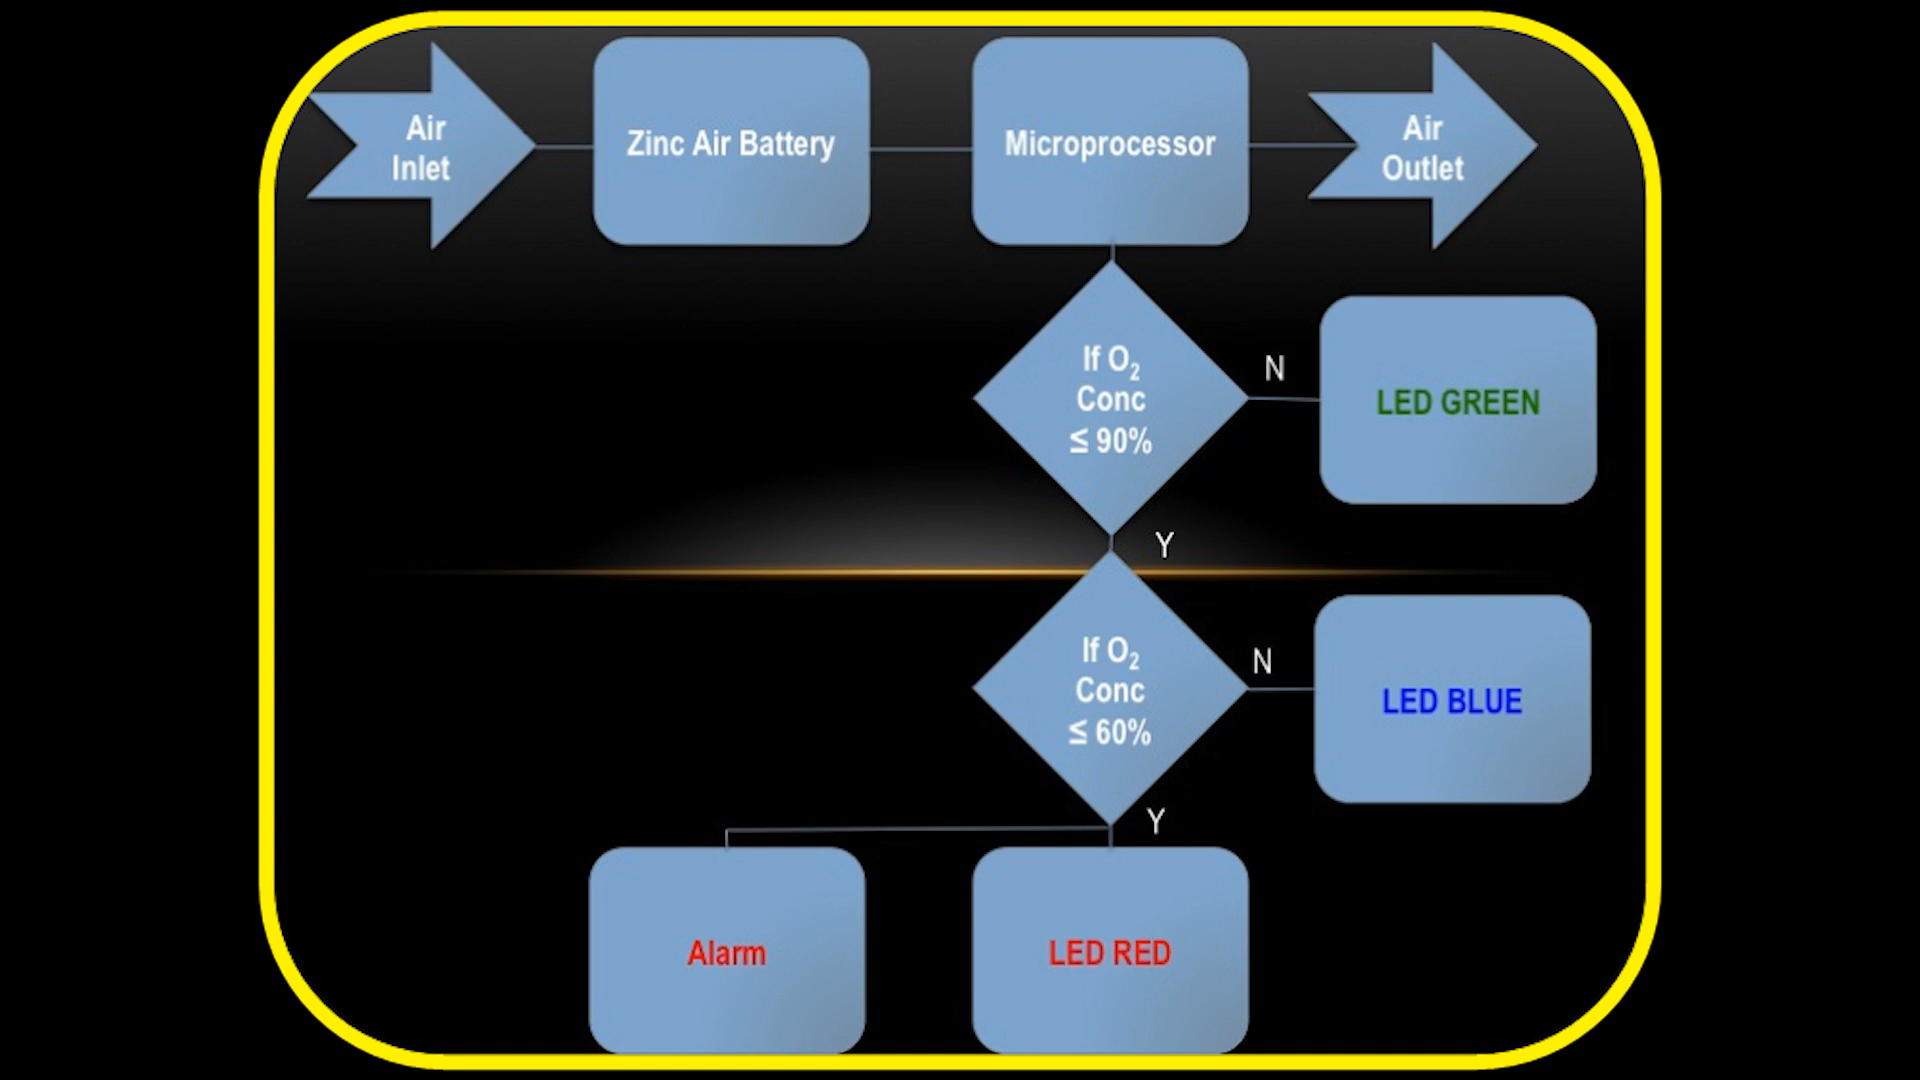 Air
Inlet
Zinc Air Battery
Microprocessor
Air
Outlet
If O₂
Conc
≤ 90%
N
LED GREEN
Y
If O₂
Conc
≤ 60%
N
LED BLUE
Y
Alarm
LED RED